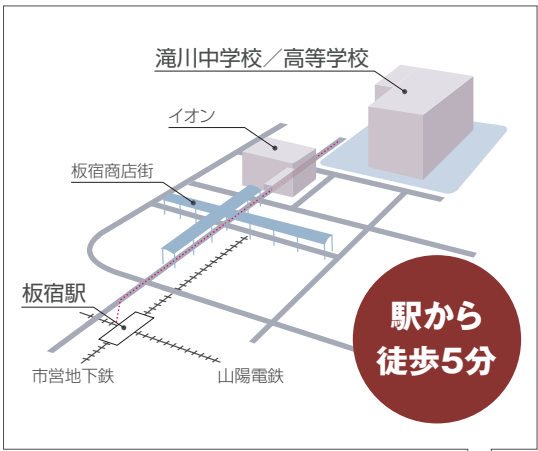 滝川中学校／高等学校
イオン
板宿商店街
板宿駅
駅から
徒歩5分
市営地下鉄
山陽電鉄